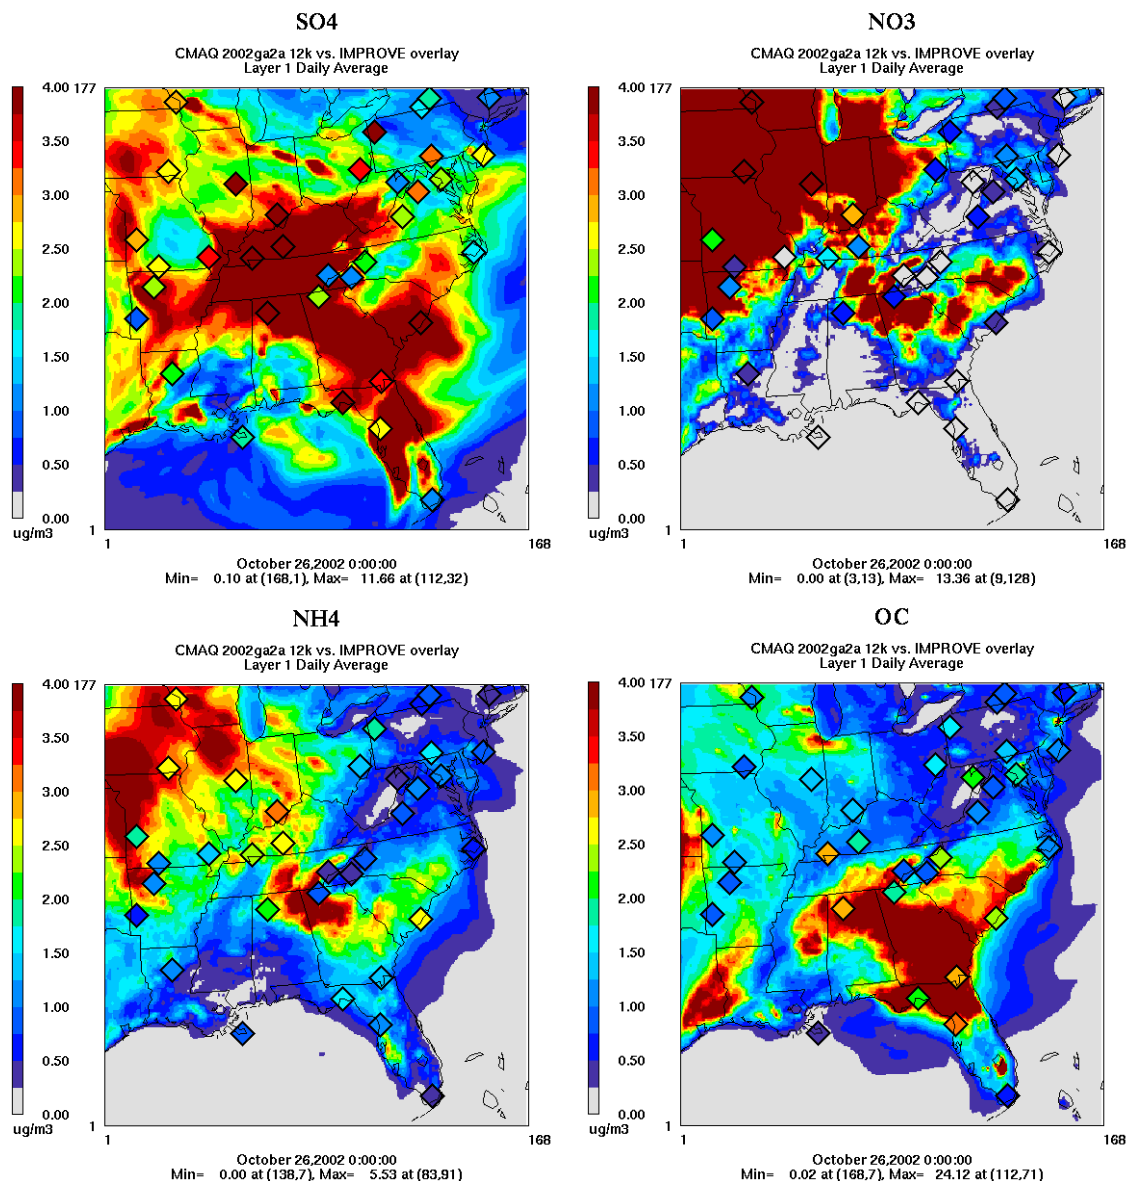 SO4
CMAQ 2002ga2a 12k vs. IMPROVE overlay
Layer 1 Daily Average
4.00 177
3.50
3.00
2.50
2.00
1.50
1.00
0.50
0.00
ug/m3
1
1 168
October 26,2002 0:00:00
Min= 0.10 at (168,1), Max= 11.66 at (112,32)
NO3
CMAQ 2002ga2a 12k vs. IMPROVE overlay
Layer 1 Daily Average
4.00 177
3.50
3.00
2.50
2.00
1.50
1.00
0.50
0.00
ug/m3
1
1 168
October 26,2002 0:00:00
Min= 0.00 at (3,13), Max= 13.36 at (9,128)
NH4
CMAQ 2002ga2a 12k vs. IMPROVE overlay
Layer 1 Daily Average
4.00 177
3.50
3.00
2.50
2.00
1.50
1.00
0.50
0.00
ug/m3
1
1 168
October 26,2002 0:00:00
Min= 0.00 at (138,7), Max= 5.53 at (83,91)
OC
CMAQ 2002ga2a 12k vs. IMPROVE overlay
Layer 1 Daily Average
4.00 177
3.50
3.00
2.50
2.00
1.50
1.00
0.50
0.00
ug/m3
1
1 168
October 26,2002 0:00:00
Min= 0.02 at (168,7), Max= 24.12 at (112,71)